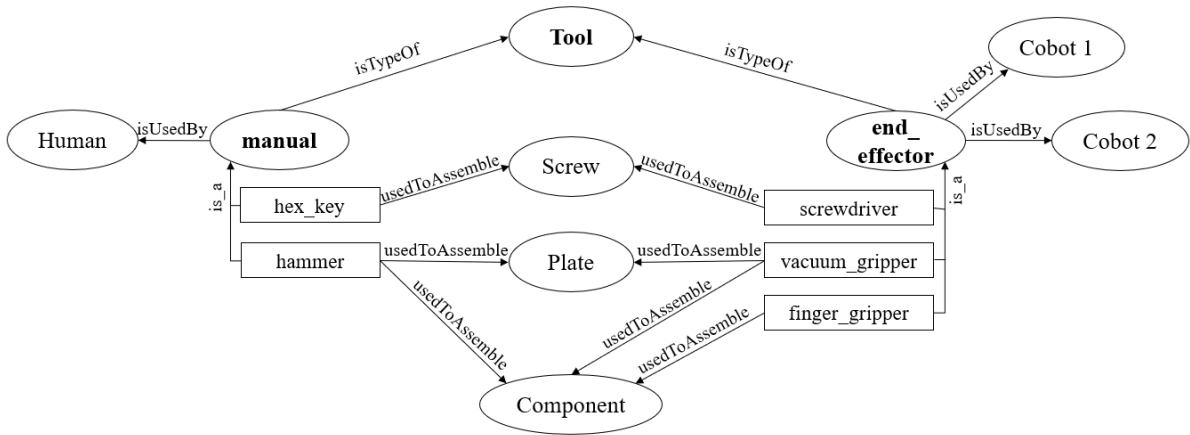 Tool
Cobot 1
isTypeOf
isTypeOf
isUsedBy
Human
isUsedBy
manual
end_
effector
isUsedBy
Cobot 2
Screw
usedToAssemble
usedToAssemble
is_a
hex_key
screwdriver
is_a
hammer
usedToAssemble
Plate
usedToAssemble
vacuum_gripper
usedToAssemble
usedToAssemble
finger_gripper
usedToAssemble
Component